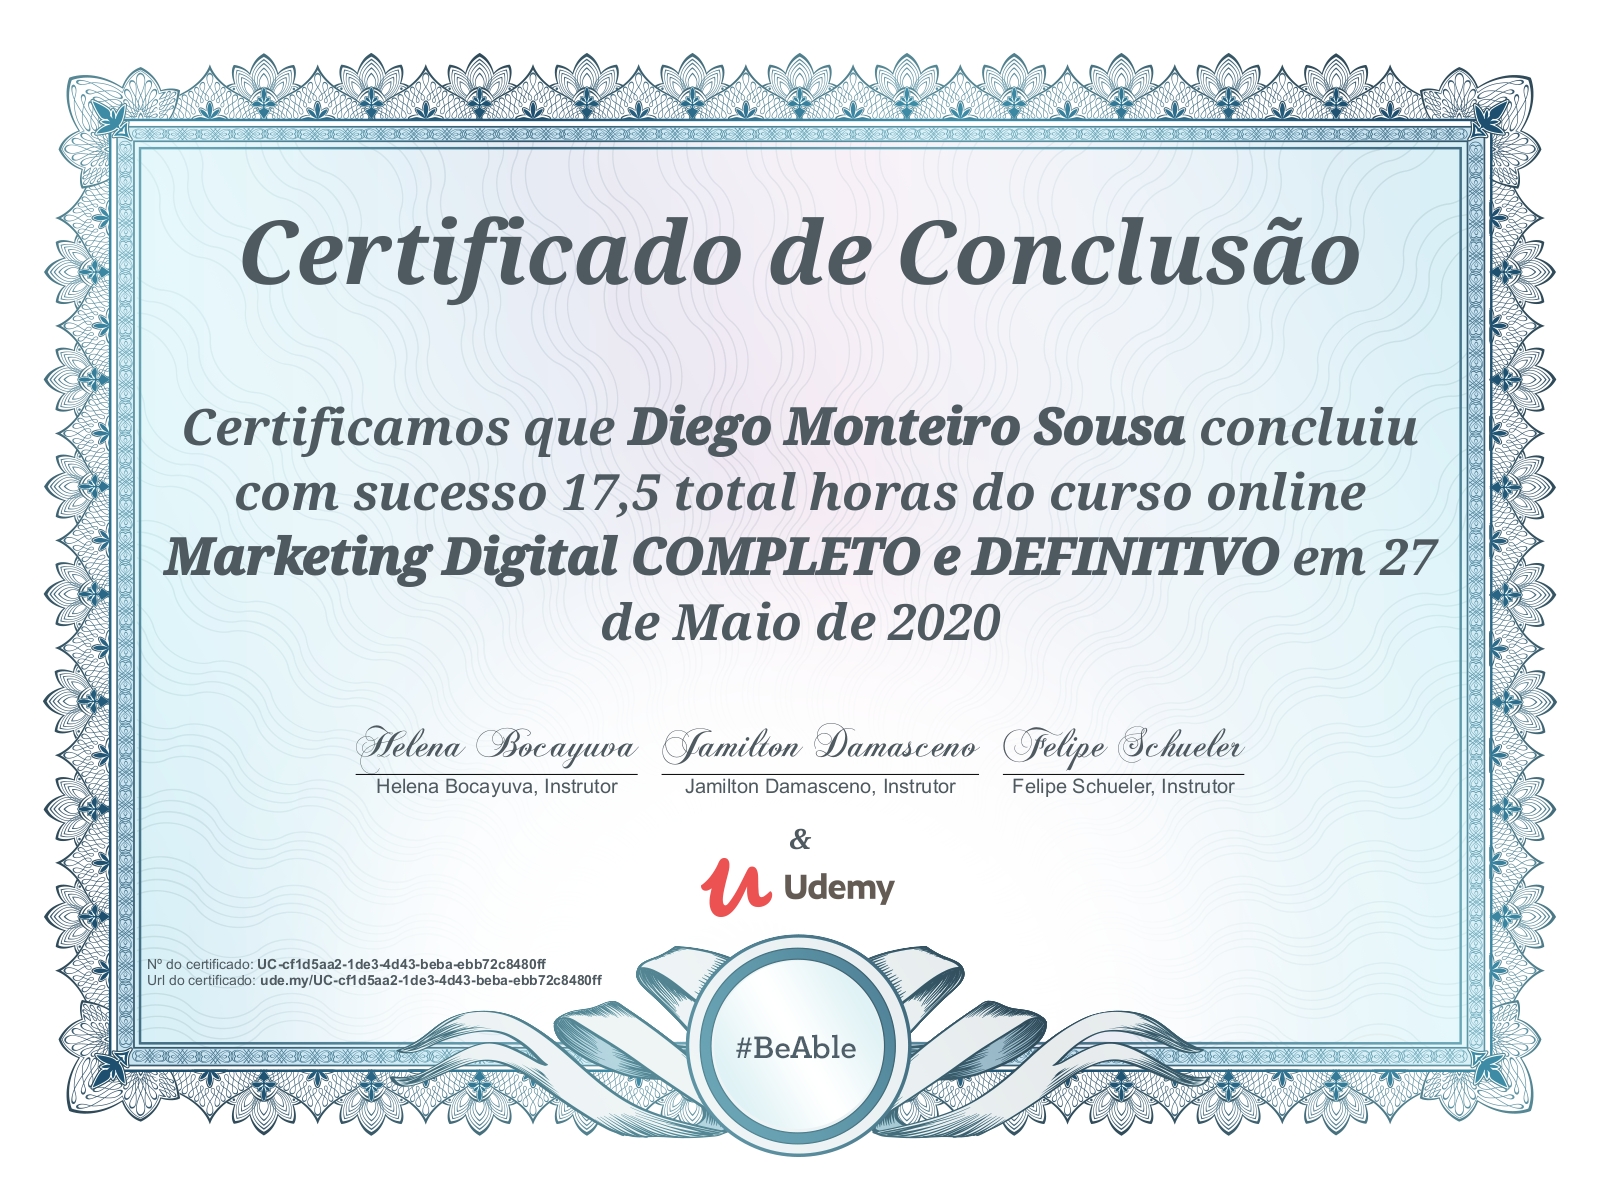 Certificado de Conclusão
Certificamos que Diego Monteiro Sousa concluiu
com sucesso 17,5 total horas do curso online
Marketing Digital COMPLETO e DEFINITIVO em 27
de Maio de 2020
Helena Bocayuva Jamilton Damasceno Felipe Schueler
Helena Bocayuva, Instrutor Jamilton Damasceno, Instrutor Felipe Schueler, Instrutor
&
Udemy
Nº do certificado: UC-cf1d5aa2-1de3-4d43-beba-ebb72c8480ff
Url do certificado: ude.my/UC-cf1d5aa2-1de3-4d43-beba-ebb72c8480ff
#BeAble